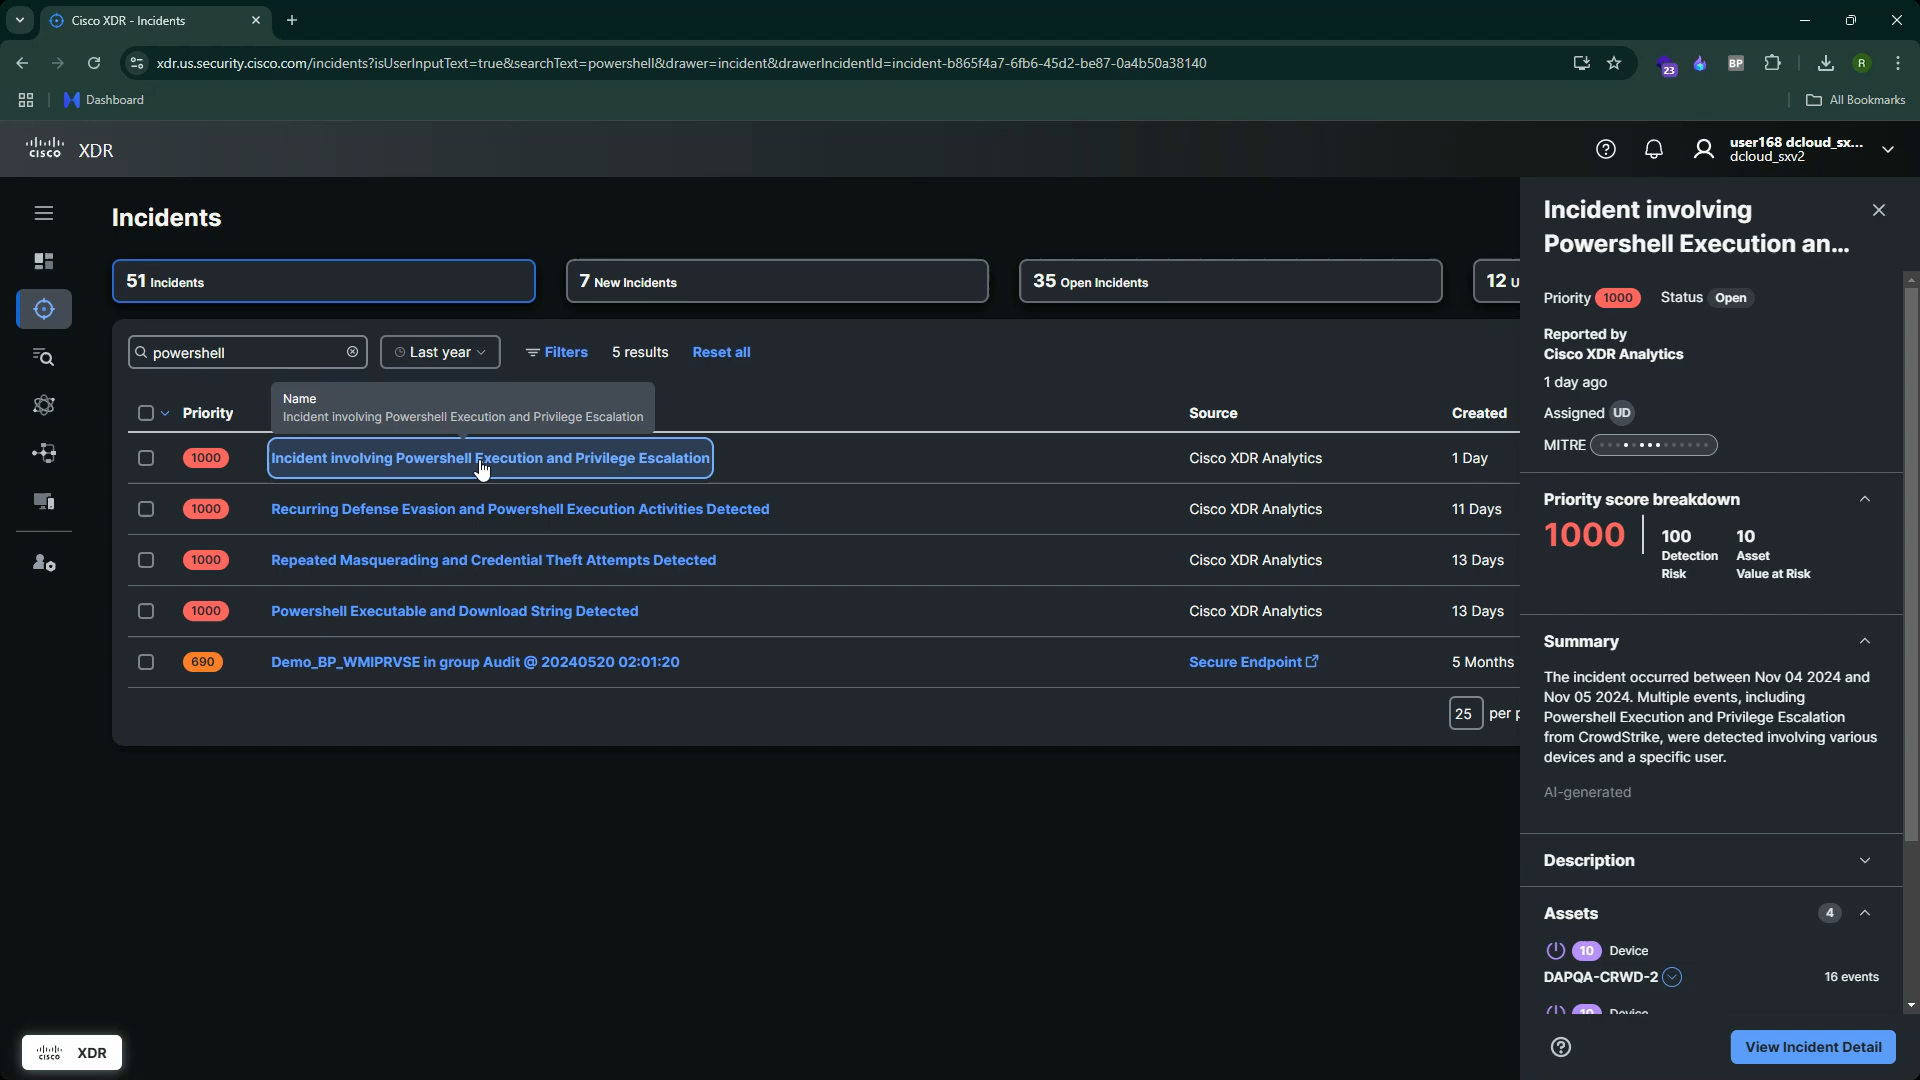 Cisco XDR - Incidents
xdr.us.security.cisco.com/incidents?isUserInputText=true&searchText=powershell&drawer=incident&drawerIncidentId=incident-b865f4a7-6fb6-45d2-be87-0a4b50a38140
23
BP
R
Dashboard
All Bookmarks
cisco XDR
user168 dcloud_sx...
dcloud_sxv2
Incidents
51 Incidents
7 New Incidents
35 Open Incidents
12 U
powershell
Last year
Filters
5 results
Reset all
Name
Incident involving Powershell Execution and Privilege Escalation
Priority
Source
Created
1000 Incident involving Powershell Execution and Privilege Escalation Cisco XDR Analytics 1 Day
1000 Recurring Defense Evasion and Powershell Execution Activities Detected Cisco XDR Analytics 11 Days
1000 Repeated Masquerading and Credential Theft Attempts Detected Cisco XDR Analytics 13 Days
1000 Powershell Executable and Download String Detected Cisco XDR Analytics 13 Days
690 Demo_BP_WMIPRVSE in group Audit @ 20240520 02:01:20 Secure Endpoint 5 Months
25 per p
Incident involving
Powershell Execution an...
Priority 1000 Status Open
Reported by
Cisco XDR Analytics
1 day ago
Assigned UD
MITRE
Priority score breakdown
1000
100
Detection
Risk
10
Asset
Value at Risk
Summary
The incident occurred between Nov 04 2024 and
Nov 05 2024. Multiple events, including
Powershell Execution and Privilege Escalation
from CrowdStrike, were detected involving various
devices and a specific user.
AI-generated
Description
Assets 4
10 Device
DAPQA-CRWD-2 16 events
10 Device
View Incident Detail
cisco XDR